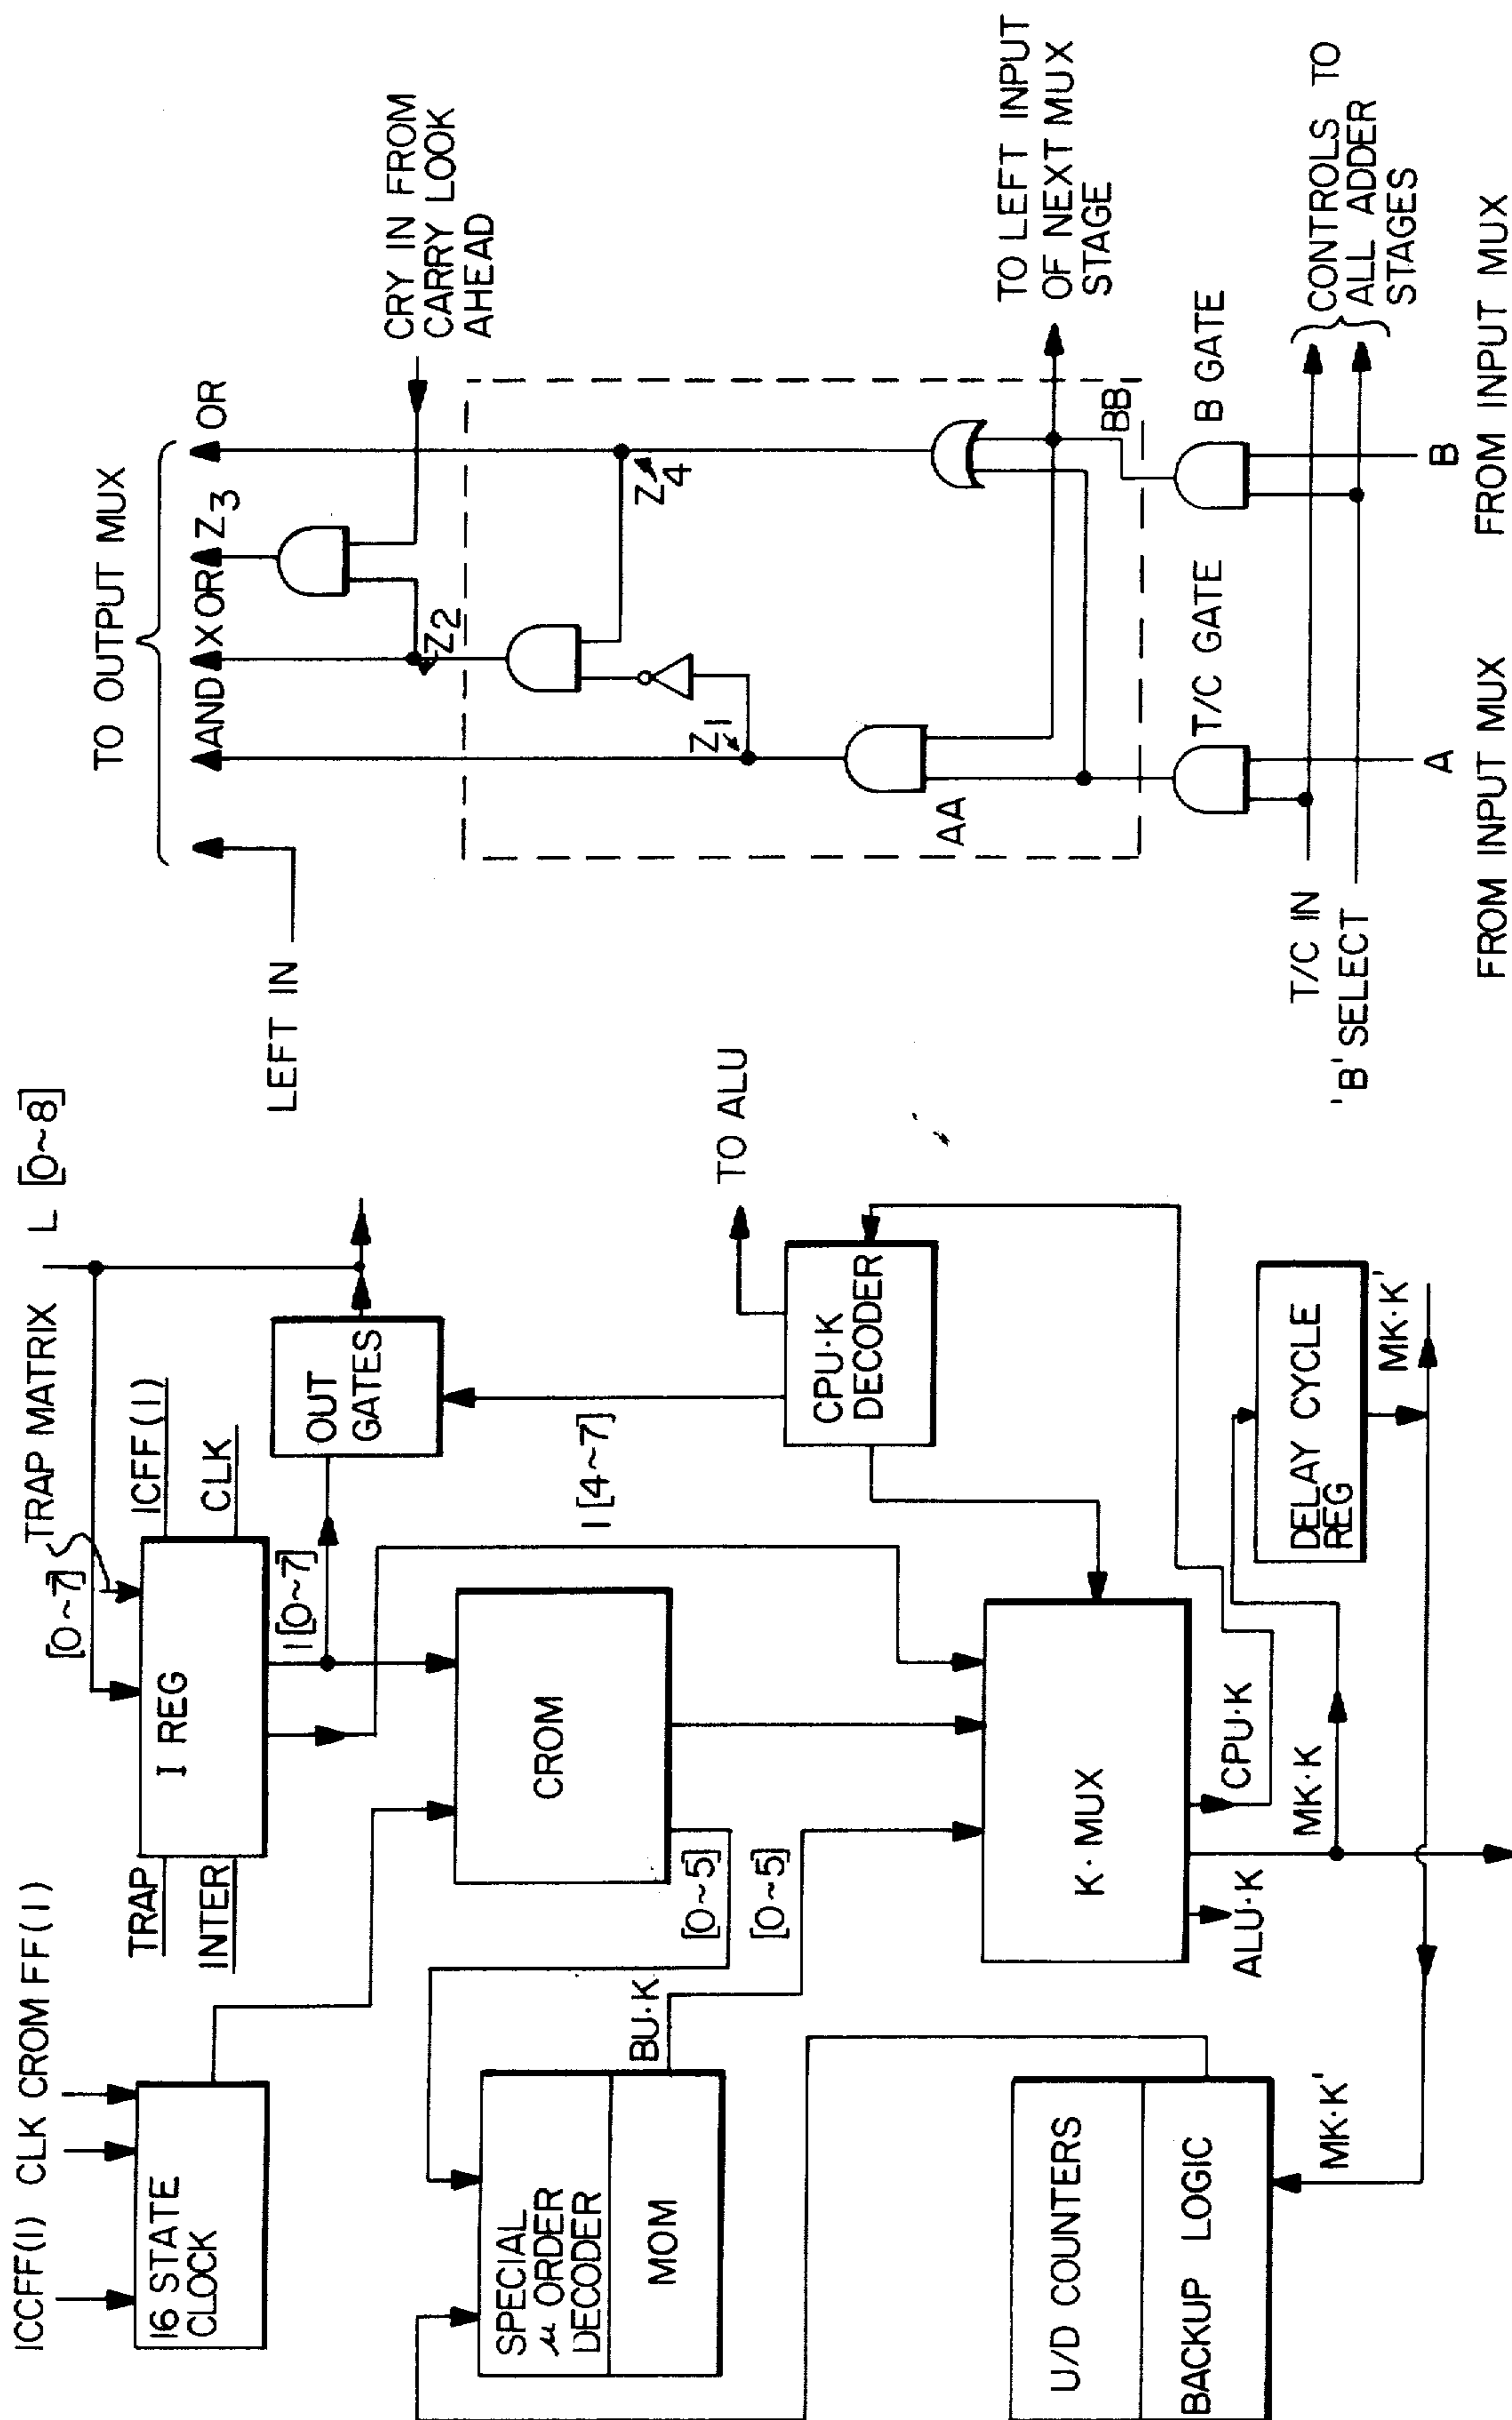 ICCFF(1) CLK CROM FF(1)
16 STATE
CLOCK
TRAP
INTER
I REG
[0~7]
TRAP MATRIX
L [0~8]
ICFF(1)
CLK
I[0~7]
OUT
GATES
SPECIAL
μ ORDER
DECODER
MOM
BU·K
[0~5]
[0~5]
CROM
I [4~7]
CPU·K
DECODER
TO ALU
U/D COUNTERS
BACKUP LOGIC
MK·K'
K·MUX
ALU·K
CPU·K
MK·K
DELAY CYCLE
REG
MK·K'
TO OUTPUT MUX
LEFT IN
AND
XOR
Z3
OR
CRY IN FROM
CARRY LOOK
AHEAD
Z1
Z2
Z4
AA
BB
TO LEFT INPUT
OF NEXT MUX
STAGE
T/C GATE
B GATE
T/C IN
'B' SELECT
CONTROLS TO
ALL ADDER
STAGES
A
B
FROM INPUT MUX
FROM INPUT MUX